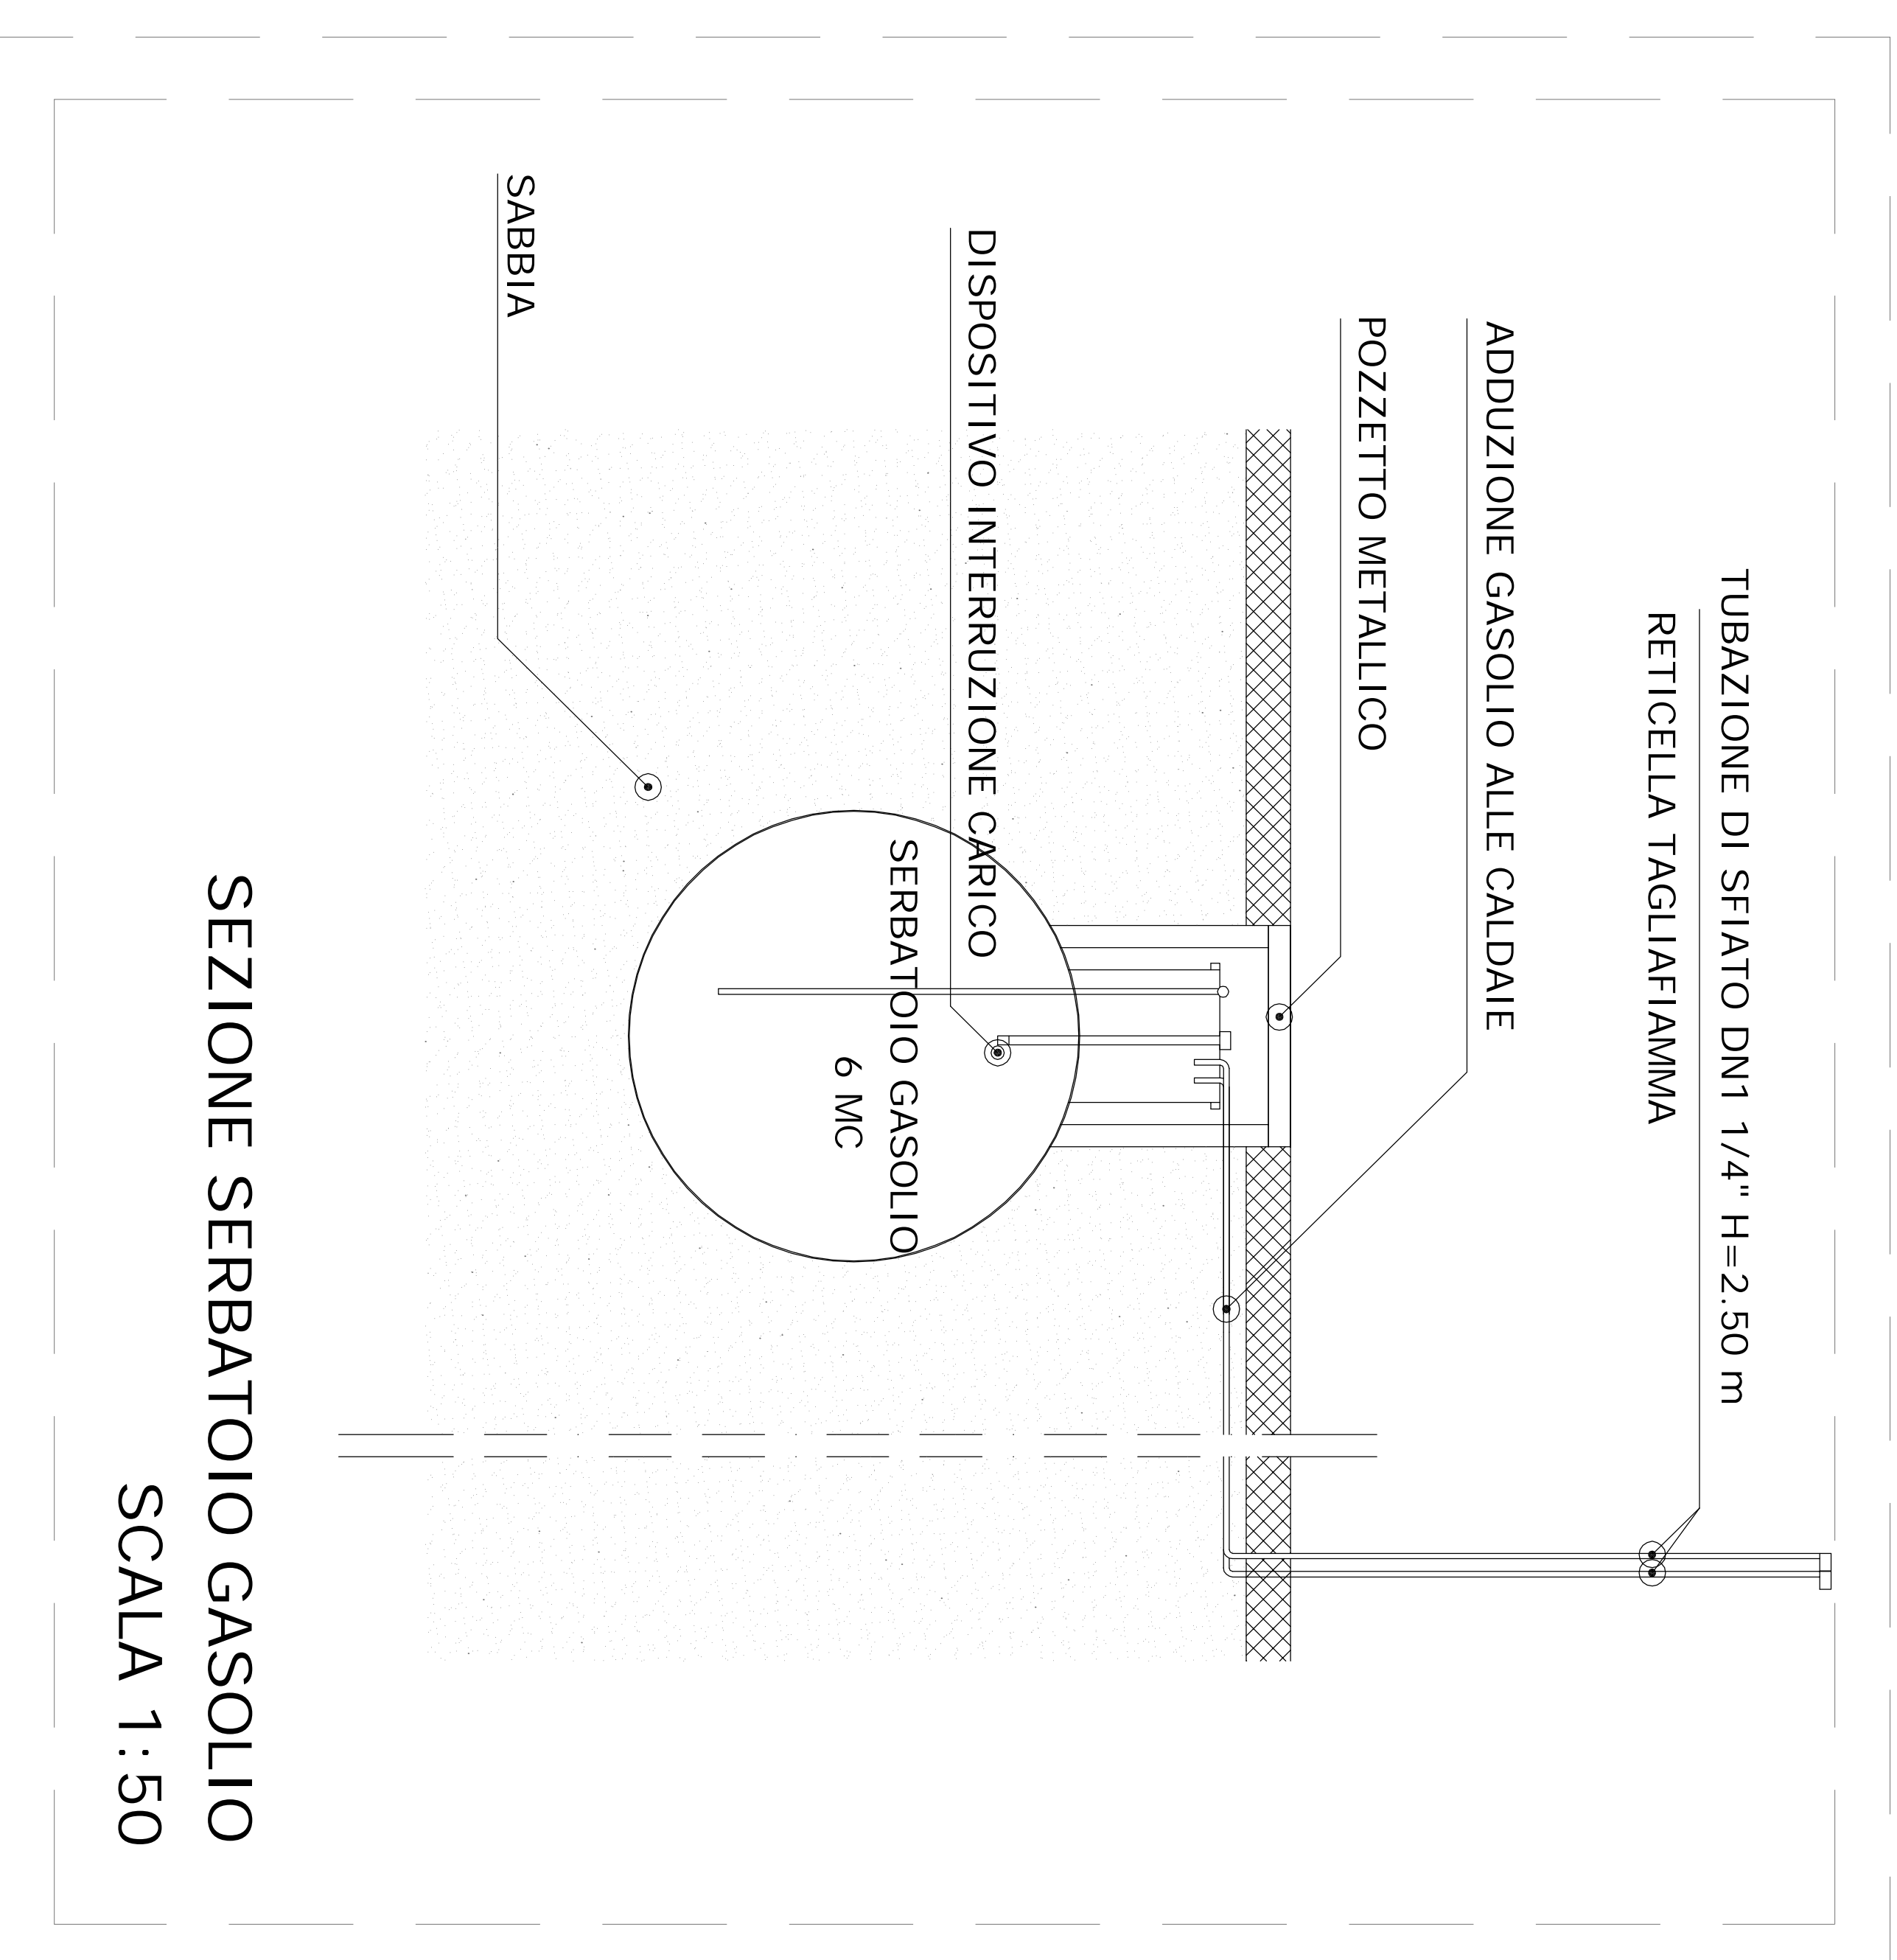 TUBAZIONE DI SFIATO DN1 1/4" H=2.50 m
RETICELLA TAGLIAFIAMMA
ADDUZIONE GASOLIO ALLE CALDAIE
POZZETTO METALLICO
DISPOSITIVO INTERRUZIONE CARICO
SERBATOIO GASOLIO
6 MC
SABBIA
SEZIONE SERBATOIO GASOLIO
SCALA 1:50